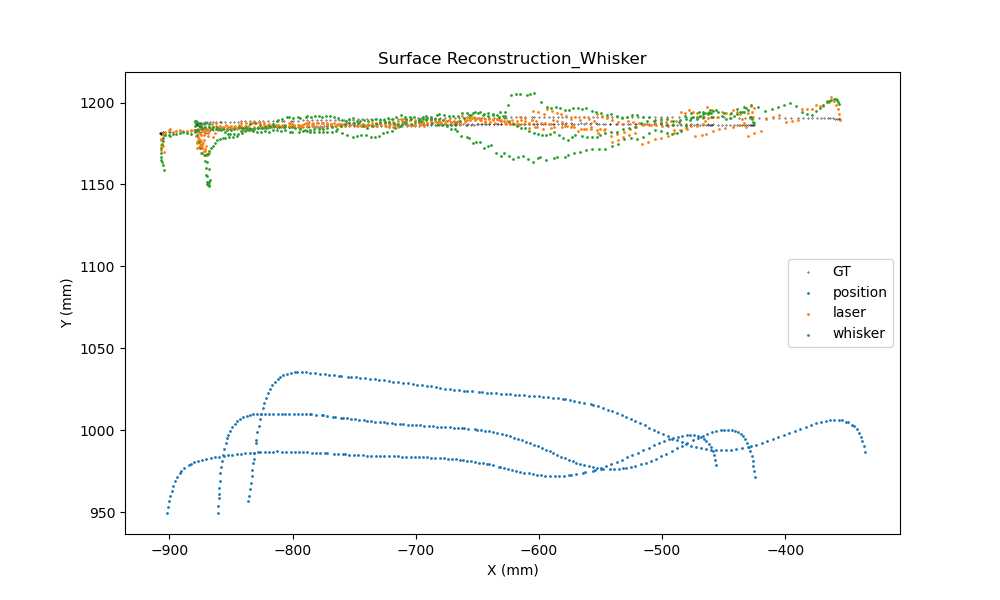 Surface Reconstruction_Whisker
1200
1150
1100
1050
1000
950
Y (mm)
GT
position
laser
whisker
−900
−800
−700
−600
−500
−400
X (mm)